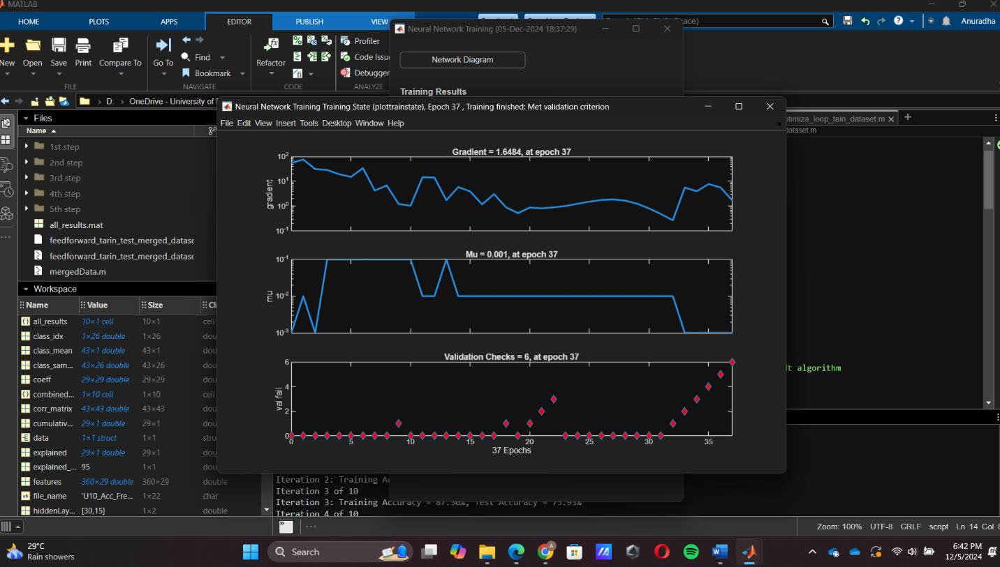 MATLAB
HOME PLOTS APPS EDITOR PUBLISH VIEW
Anuradha
New Open Save Print Compare To Go To Find Bookmark Refactor Profiler Debugger
FILE NAVIGATE CODE ANALYZE
D: OneDrive - University of
Neural Network Training (05-Dec-2024 18:37:29)
Network Diagram
Training Results
Neural Network Training Training State (plottrainstate), Epoch 37 , Training finished: Met validation criterion
File Edit View Insert Tools Desktop Window Help
Gradient = 1.6484, at epoch 37
gradient
10² 10¹ 10⁰ 10⁻¹
Mu = 0.001, at epoch 37
mu
10⁻¹ 10⁻² 10⁻³
Validation Checks = 6, at epoch 37
val fail
6 4 2 0
0 5 10 15 20 25 30 35
37 Epochs
Files
Name
1st step
2nd step
3rd step
4th step
5th step
all_results.mat
feedforward_tarin_test_merged_datase
feedforward_tarin_test_merged_datase
mergedData.m
Workspace
Name Value Size
all_results 10×1 cell 10×1 cell
class_idx 1×26 double 1×26 dou
class_mean 43×1 double 43×1 dou
class_sam... 43×26 double 43×26 dou
coeff 29×29 double 29×29 dou
combined... 1×10 cell 1×10 cell
corr_matrix 43×43 double 43×43 dou
cumulativ... 29×1 double 29×1 dou
data 1×1 struct 1×1 stru
explained 29×1 double 29×1 dou
explained_... 95 1×1 dou
features 360×29 double 360×29 double
file_name 'U10_Acc_Fre... 1×22 char
hiddenLay... [30,15] 1×2 double
optimiza_loop_tain_dataset.m
dataset.m
lt algorithm
Iteration 2: Training Ac
Iteration 3 of 10
Iteration 3: Training Accuracy = 87.30%, Test Accuracy = 75.93%
Iteration 4 of 10
Zoom: 100% UTF-8 CRLF script Ln 14 Col
29°C
Rain showers
Search
6:42 PM
12/5/2024